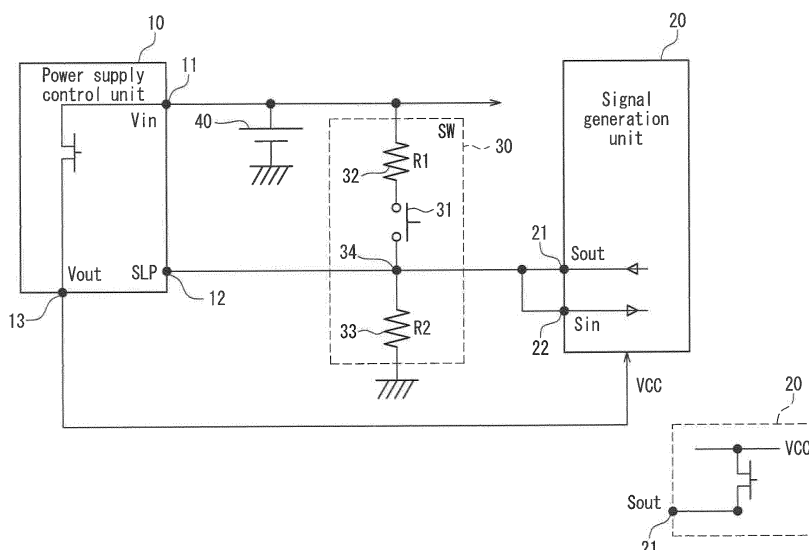 10
Power supply
control unit
11
Vin
40
SW
30
R1
32
31
34
SLP
12
Vout
13
33
R2
20
Signal
generation
unit
21
Sout
Sin
22
VCC
20
VCC
Sout
21